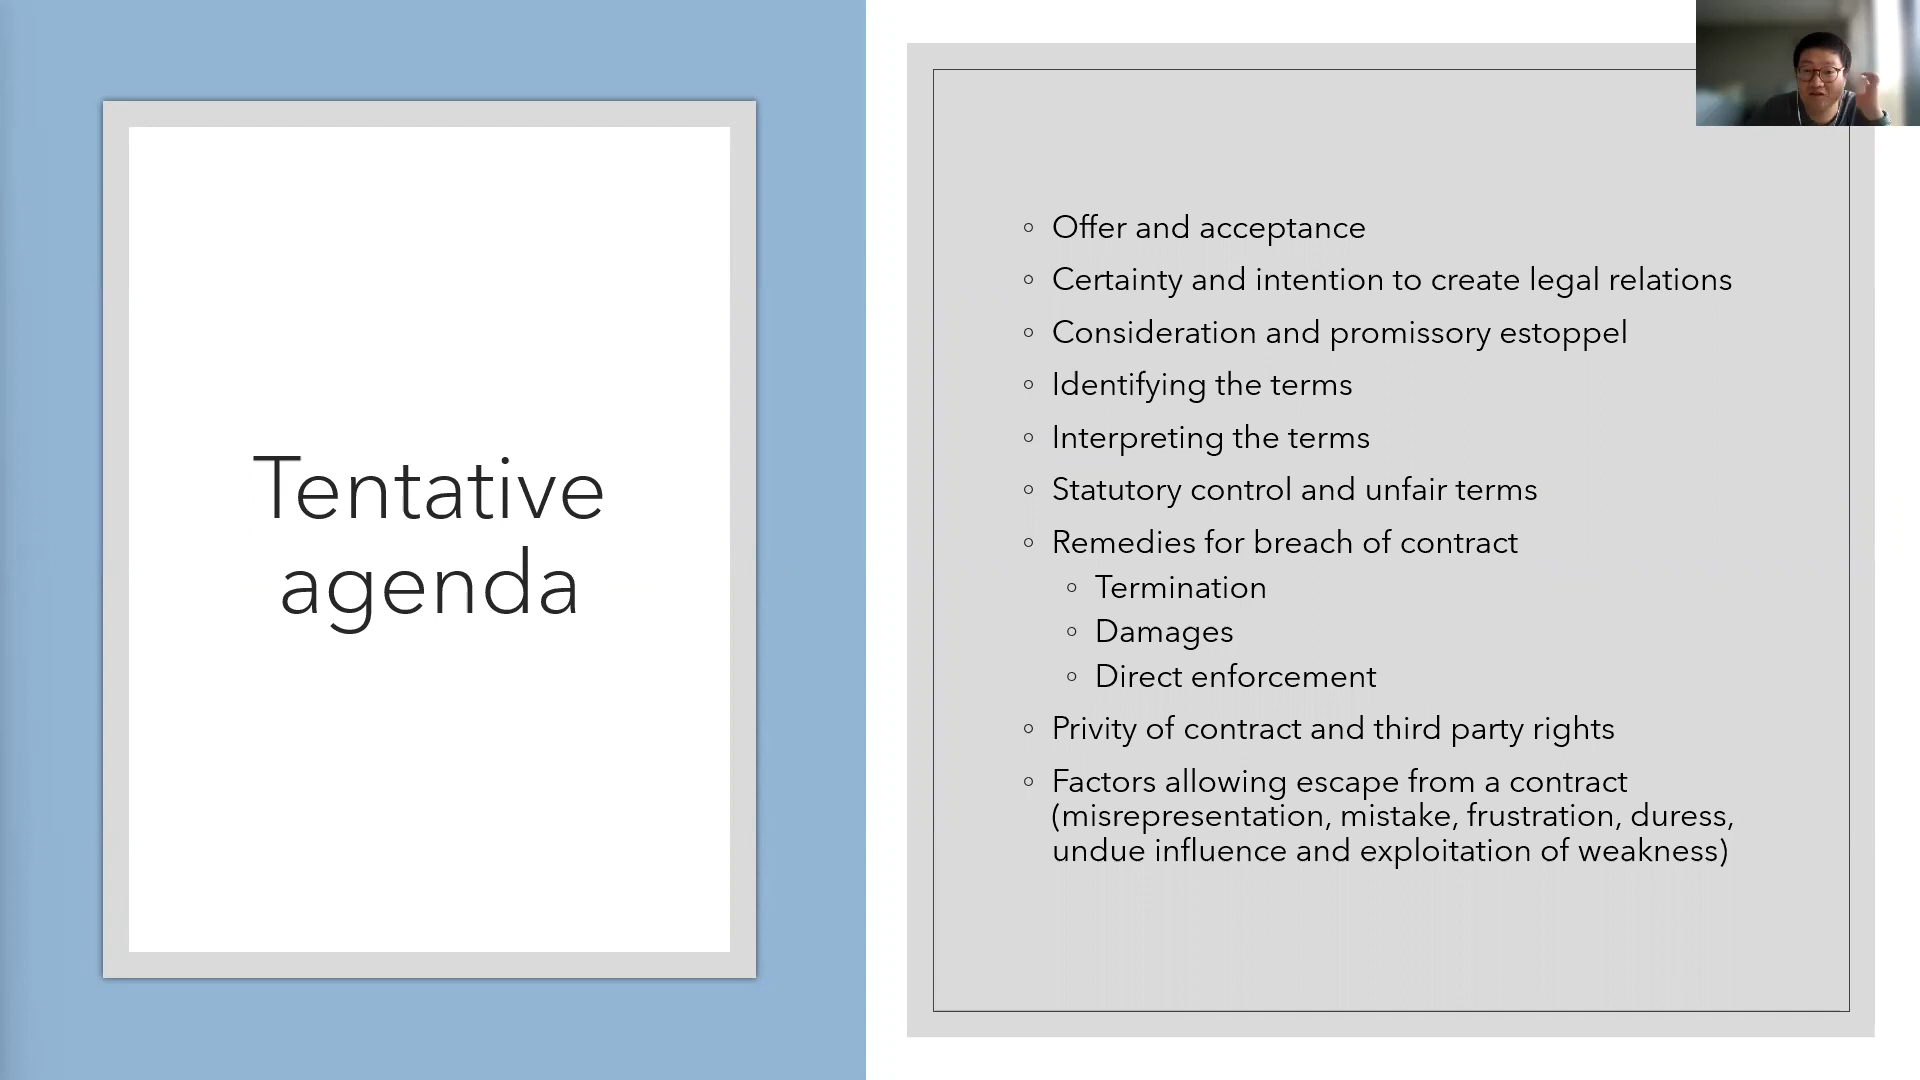 Tentative
agenda
◦ Offer and acceptance
◦ Certainty and intention to create legal relations
◦ Consideration and promissory estoppel
◦ Identifying the terms
◦ Interpreting the terms
◦ Statutory control and unfair terms
◦ Remedies for breach of contract
◦ Termination
◦ Damages
◦ Direct enforcement
◦ Privity of contract and third party rights
◦ Factors allowing escape from a contract
(misrepresentation, mistake, frustration, duress,
undue influence and exploitation of weakness)